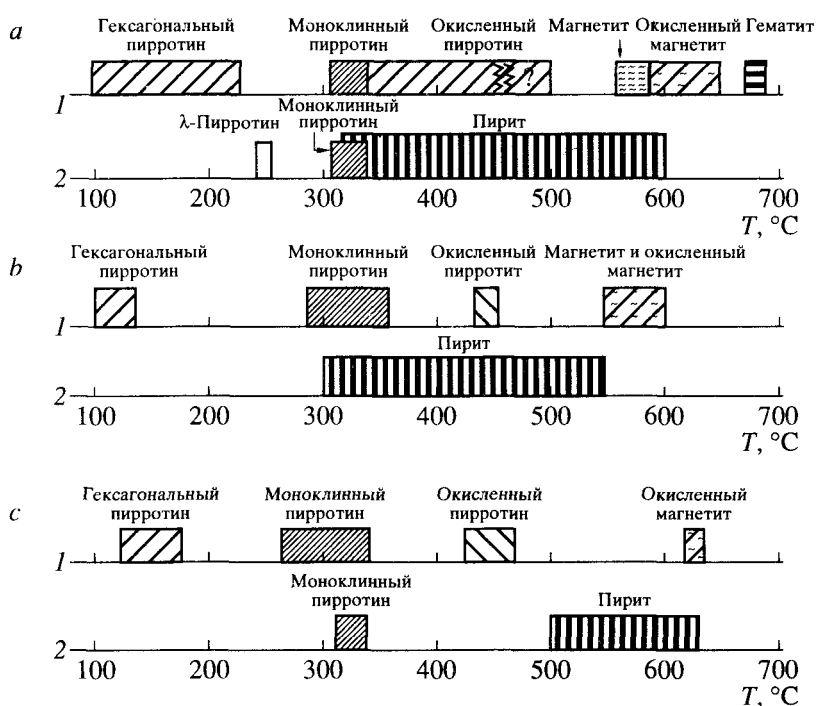 a
Гексагональный
пирротин
Моноклинный
пирротин
Окисленный
пирротин
Магнетит
Окисленный
магнетит
Гематит
?
1
λ-Пирротин
Моноклинный
пирротин
Пирит
2
100 200 300 400 500 600 700
T, °C
b
Гексагональный
пирротин
Моноклинный
пирротин
Окисленный
пирротит
Магнетит и окисленный
магнетит
1
Пирит
2
100 200 300 400 500 600 700
T, °C
c
Гексагональный
пирротин
Моноклинный
пирротин
Окисленный
пирротин
Окисленный
магнетит
1
Моноклинный
пирротин
Пирит
2
100 200 300 400 500 600 700
T, °C